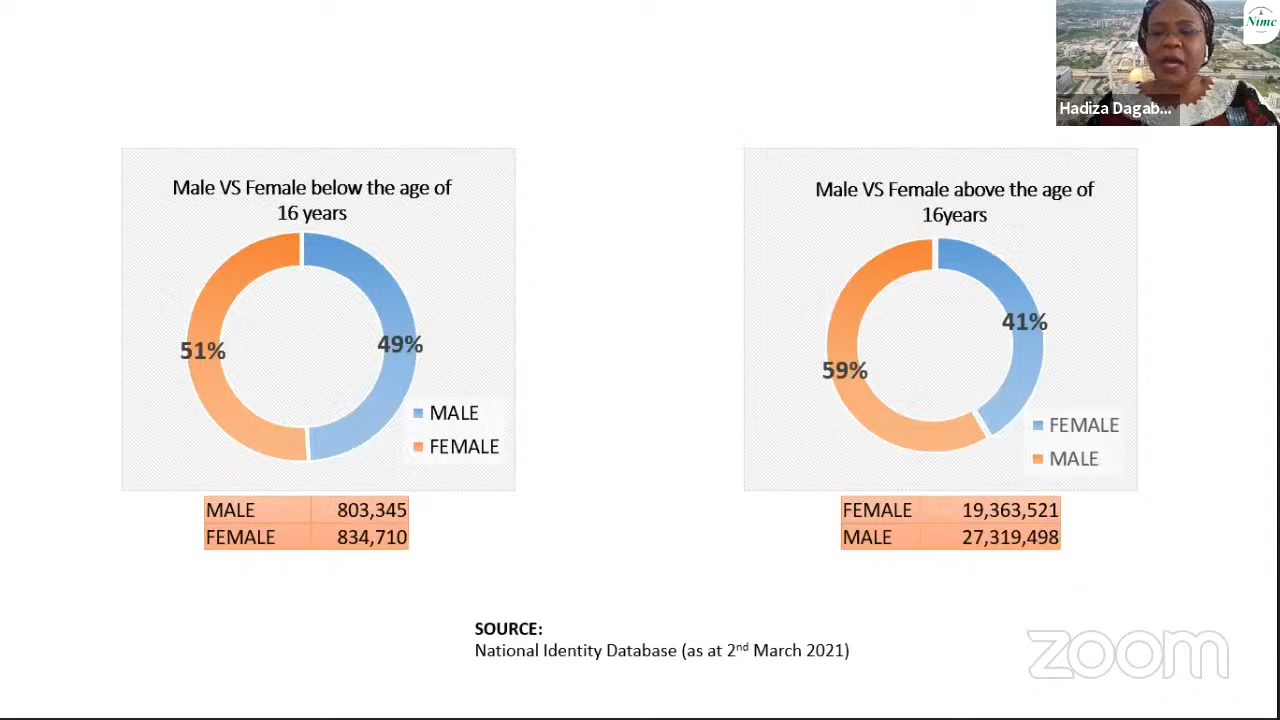 Nimc
Hadiza Dagab...
Male VS Female below the age of
16 years
51%
49%
MALE
FEMALE
MALE 803,345
FEMALE 834,710
Male VS Female above the age of
16years
41%
59%
FEMALE
MALE
FEMALE 19,363,521
MALE 27,319,498
SOURCE:
National Identity Database (as at 2nd March 2021)
zoom